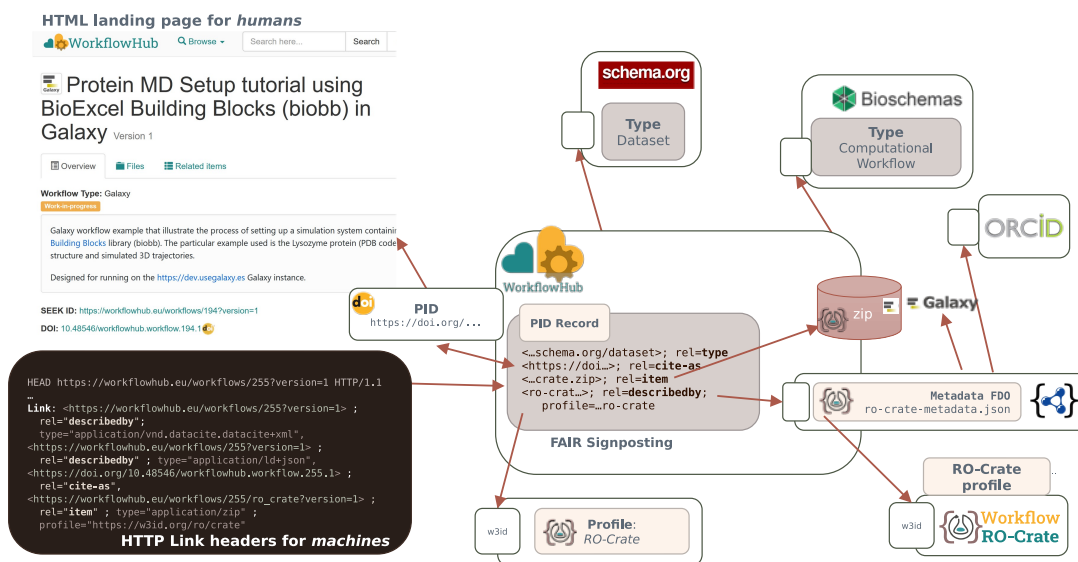 HTML landing page for humans
WorkflowHub
Browse
Search here...
Search
Galaxy
Protein MD Setup tutorial using
BioExcel Building Blocks (biobb) in
Galaxy Version 1
Overview
Files
Related items
Workflow Type: Galaxy
Work-in-progress
Galaxy workflow example that illustrate the process of setting up a simulation system containin
Building Blocks library (biobb). The particular example used is the Lysozyme protein (PDB code
structure and simulated 3D trajectories.
Designed for running on the https://dev.usegalaxy.es Galaxy instance.
SEEK ID: https://workflowhub.eu/workflows/194?version=1
DOI: 10.48546/workflowhub.workflow.194.1
HEAD https://workflowhub.eu/workflows/255?version=1 HTTP/1.1
…
Link: <https://workflowhub.eu/workflows/255?version=1> ;
rel="describedby";
type="application/vnd.datacite.datacite+xml",
<https://workflowhub.eu/workflows/255?version=1> ;
rel="describedby" ; type="application/ld+json",
<https://doi.org/10.48546/workflowhub.workflow.255.1> ;
rel="cite-as",
<https://workflowhub.eu/workflows/255/ro_crate?version=1> ;
rel="item" ; type="application/zip" ;
profile="https://w3id.org/ro/crate"
HTTP Link headers for machines
doi
PID
https://doi.org/...
WorkflowHub
PID Record
<…schema.org/dataset>; rel=type
<https://doi…>; rel=cite-as
<…crate.zip>; rel=item
<ro-crat…>; rel=describedby;
profile=…ro-crate
FAIR Signposting
schema.org
Type
Dataset
Bioschemas
Type
Computational
Workflow
ORCiD
zip
Galaxy
Metadata FDO
ro-crate-metadata.json
w3id
Profile:
RO-Crate
RO-Crate
profile
..
w3id
Workflow
RO-Crate